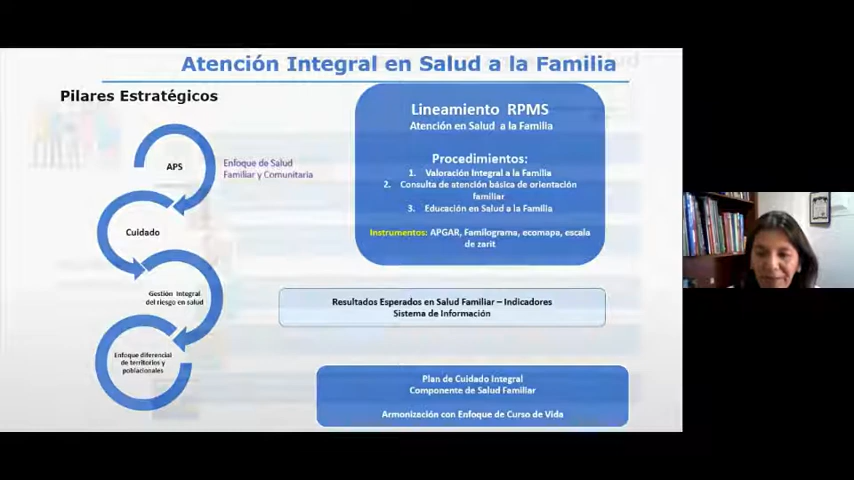 Atención Integral en Salud a la Familia
Pilares Estratégicos
APS
Enfoque de Salud
Familiar y Comunitaria
Cuidado
Gestión Integral
del riesgo en salud
Enfoque diferencial
de territorios y
poblacionales
Lineamiento RPMS
Atención en Salud a la Familia
Procedimientos:
1. Valoración Integral a la Familia
2. Consulta de atención básica de orientación
familiar
3. Educación en Salud a la Familia
Instrumentos: APGAR, Familograma, ecomapa, escala
de zarit
Resultados Esperados en Salud Familiar – Indicadores
Sistema de Información
Plan de Cuidado Integral
Componente de Salud Familiar
Armonización con Enfoque de Curso de Vida